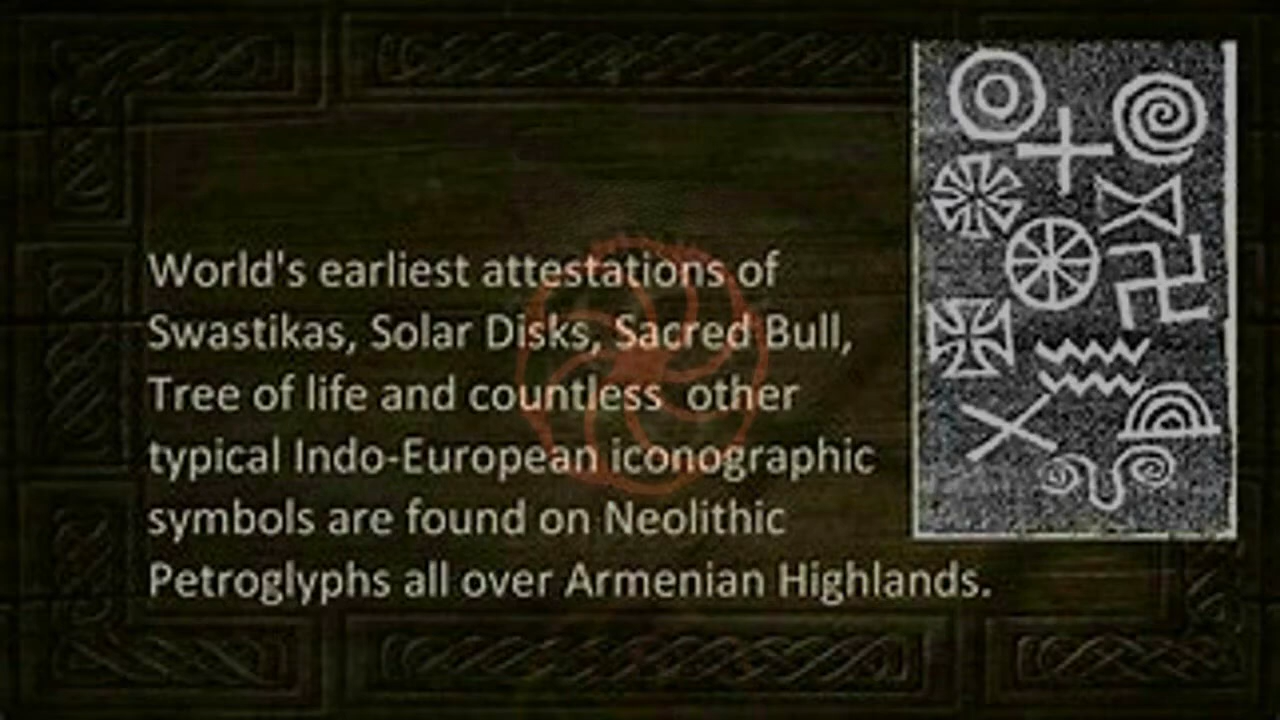 World's earliest attestations of
Swastikas, Solar Disks, Sacred Bull,
Tree of life and countless  other
typical Indo-European iconographic
symbols are found on Neolithic
Petroglyphs all over Armenian Highlands.